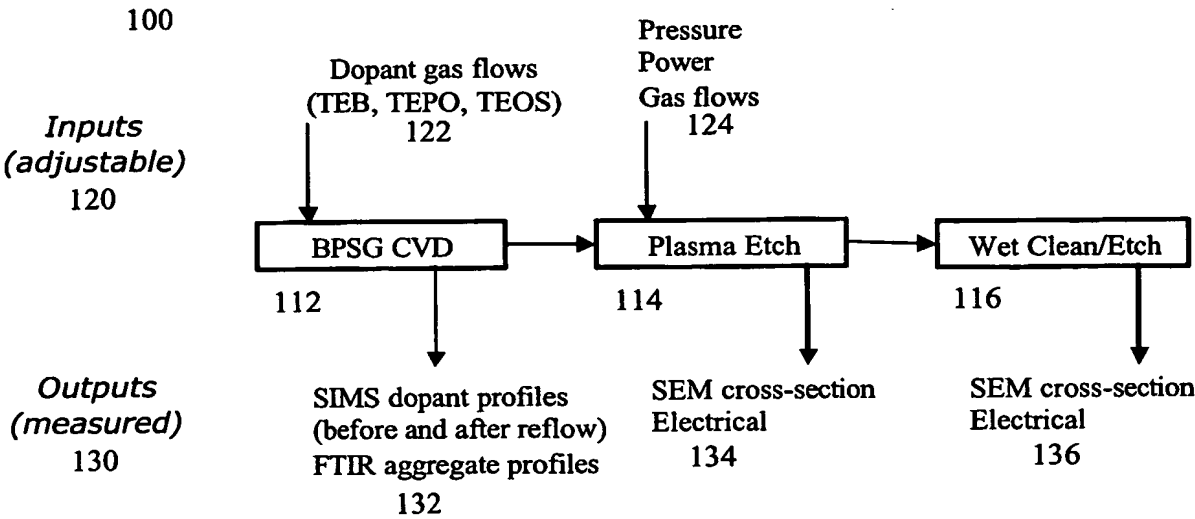 100
Dopant gas flows
(TEB, TEPO, TEOS)
122
Pressure
Power
Gas flows
124
Inputs
(adjustable)
120
BPSG CVD
Plasma Etch
Wet Clean/Etch
112
114
116
Outputs
(measured)
130
SIMS dopant profiles
(before and after reflow)
FTIR aggregate profiles
132
SEM cross-section
Electrical
134
SEM cross-section
Electrical
136